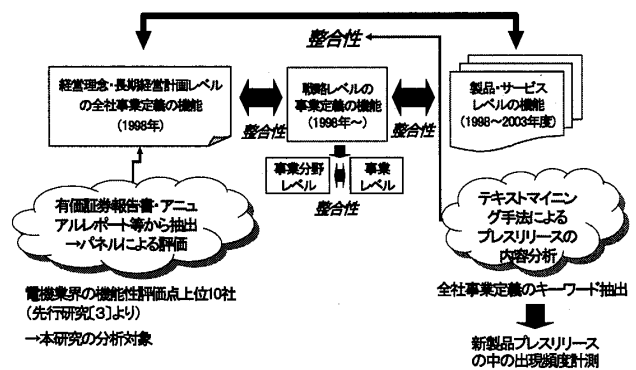 整合性
経営理念・長期経営計画レベル
の全社事業定義の機能
(1998年)
整合性
戦略レベルの
事業定義の機能
(1998年～)
整合性
製品・サービス
レベルの機能
(1998～2003年度)
事業分野
レベル
事業
レベル
整合性
有価証券報告書・アニュ
アルレポート等から抽出
→パネルによる評価
テキストマイニン
グ手法による
プレスリリースの
内容分析
電機業界の機能性評価点上位10社
(先行研究[3]より)
→本研究の分析対象
全社事業定義のキーワード抽出
新製品プレスリリース
の中の出現頻度計測